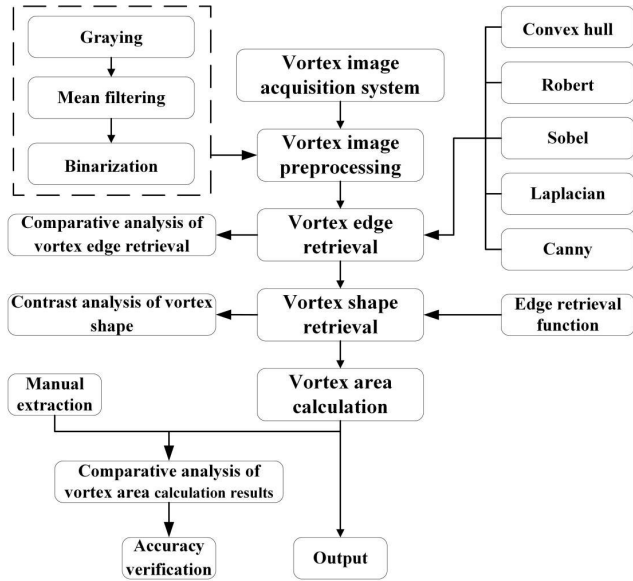 Graying
Mean filtering
Binarization
Vortex image
acquisition system
Vortex image
preprocessing
Convex hull
Robert
Sobel
Laplacian
Canny
Comparative analysis of
vortex edge retrieval
Vortex edge
retrieval
Contrast analysis of vortex
shape
Vortex shape
retrieval
Edge retrieval
function
Manual
extraction
Vortex area
calculation
Comparative analysis of
vortex area calculation results
Accuracy
verification
Output